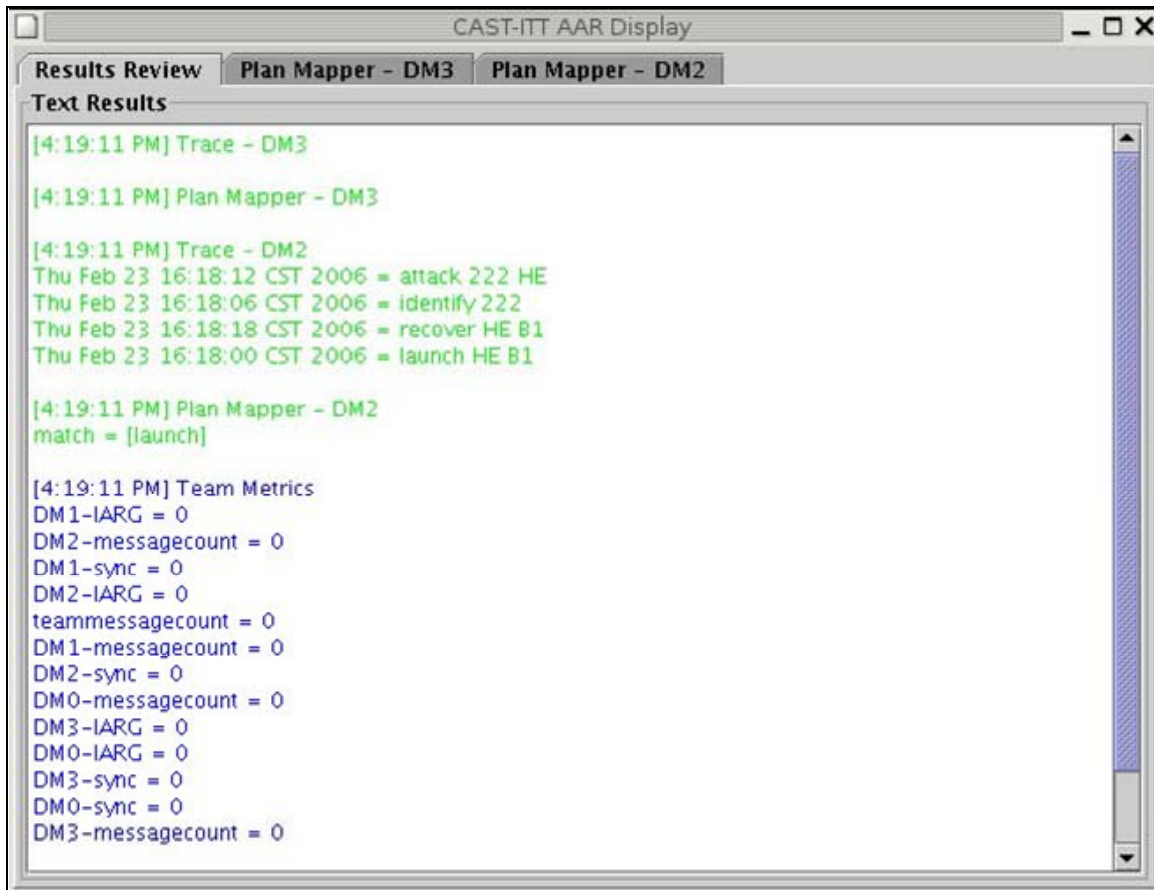 CAST-ITT AAR Display
Results Review Plan Mapper - DM3 Plan Mapper - DM2
Text Results
[4:19:11 PM] Trace - DM3
[4:19:11 PM] Plan Mapper - DM3
[4:19:11 PM] Trace - DM2
Thu Feb 23 16:18:12 CST 2006 = attack 222 HE
Thu Feb 23 16:18:06 CST 2006 = identify 222
Thu Feb 23 16:18:18 CST 2006 = recover HE B1
Thu Feb 23 16:18:00 CST 2006 = launch HE B1
[4:19:11 PM] Plan Mapper - DM2
match = [launch]
[4:19:11 PM] Team Metrics
DM1-IARG = 0
DM2-messagecount = 0
DM1-sync = 0
DM2-IARG = 0
teammessagecount = 0
DM1-messagecount = 0
DM2-sync = 0
DM0-messagecount = 0
DM3-IARG = 0
DM0-IARG = 0
DM3-sync = 0
DM0-sync = 0
DM3-messagecount = 0